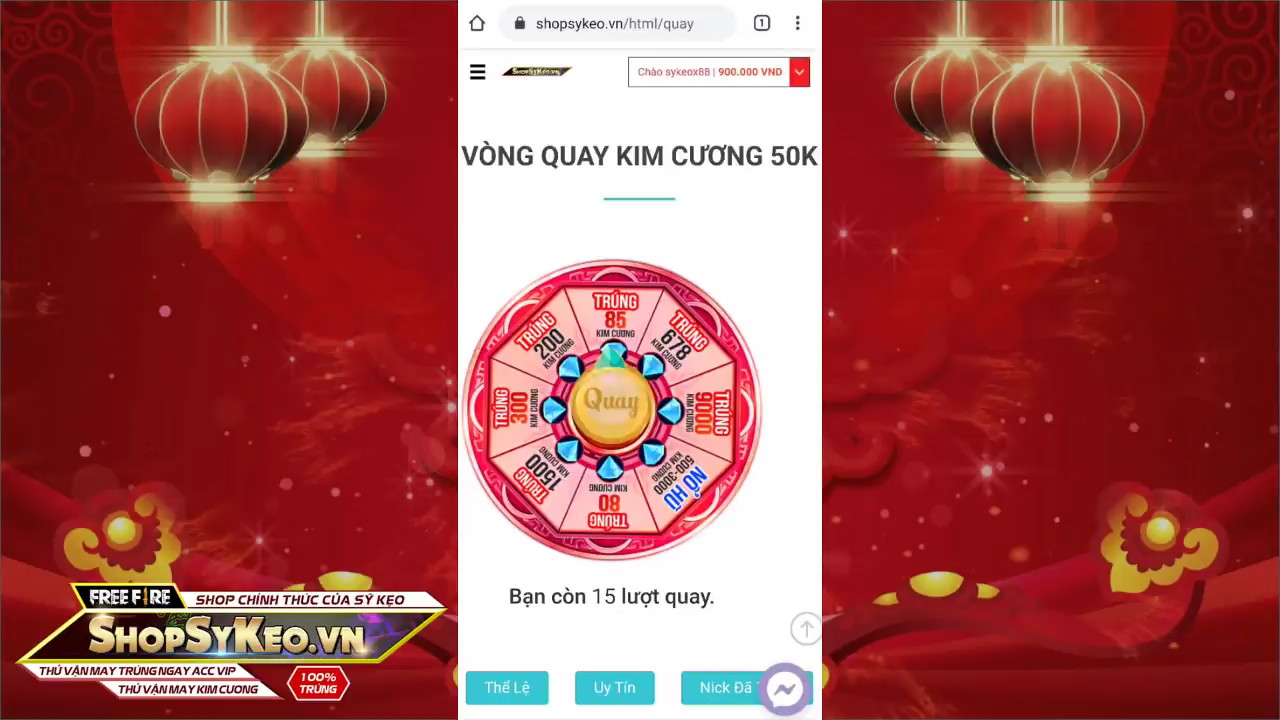 shopsykeo.vn/html/quay
1
ShopSyKeo.vn
Chào sykeox88 | 900.000 VND
VÒNG QUAY KIM CƯƠNG 50K
TRÚNG
85
KIM CƯƠNG
TRÚNG
678
KIM CƯƠNG
TRÚNG
9000
KIM CƯƠNG
NỔ HŨ
500-3000
KIM CƯƠNG
TRÚNG
80
KIM CƯƠNG
TRÚNG
1500
KIM CƯƠNG
TRÚNG
300
KIM CƯƠNG
TRÚNG
200
KIM CƯƠNG
Quay
Bạn còn 15 lượt quay.
Thể Lệ
Uy Tín
Nick Đã
FREE FIRE
SHOP CHÍNH THỨC CỦA SỸ KẸO
SHOPSYKEO.VN
THỬ VẬN MAY TRÚNG NGAY ACC VIP
THỬ VẬN MAY KIM CƯƠNG
100%
TRÚNG